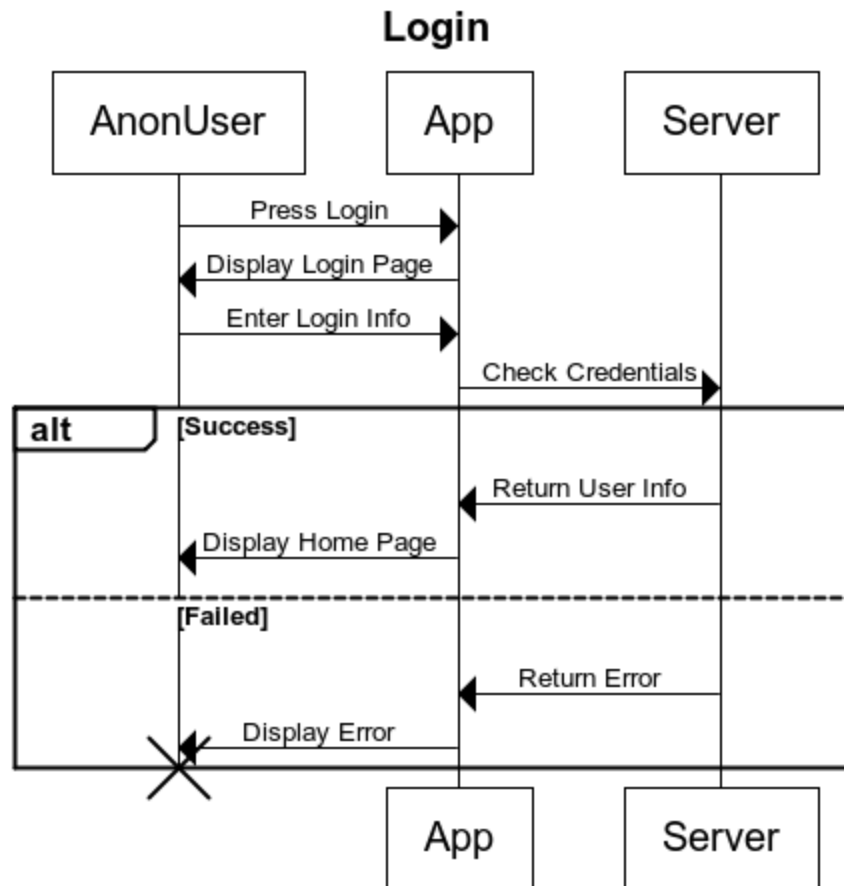 Login
AnonUser
App
Server
Press Login
Display Login Page
Enter Login Info
Check Credentials
alt
[Success]
Return User Info
Display Home Page
[Failed]
Return Error
Display Error
App
Server